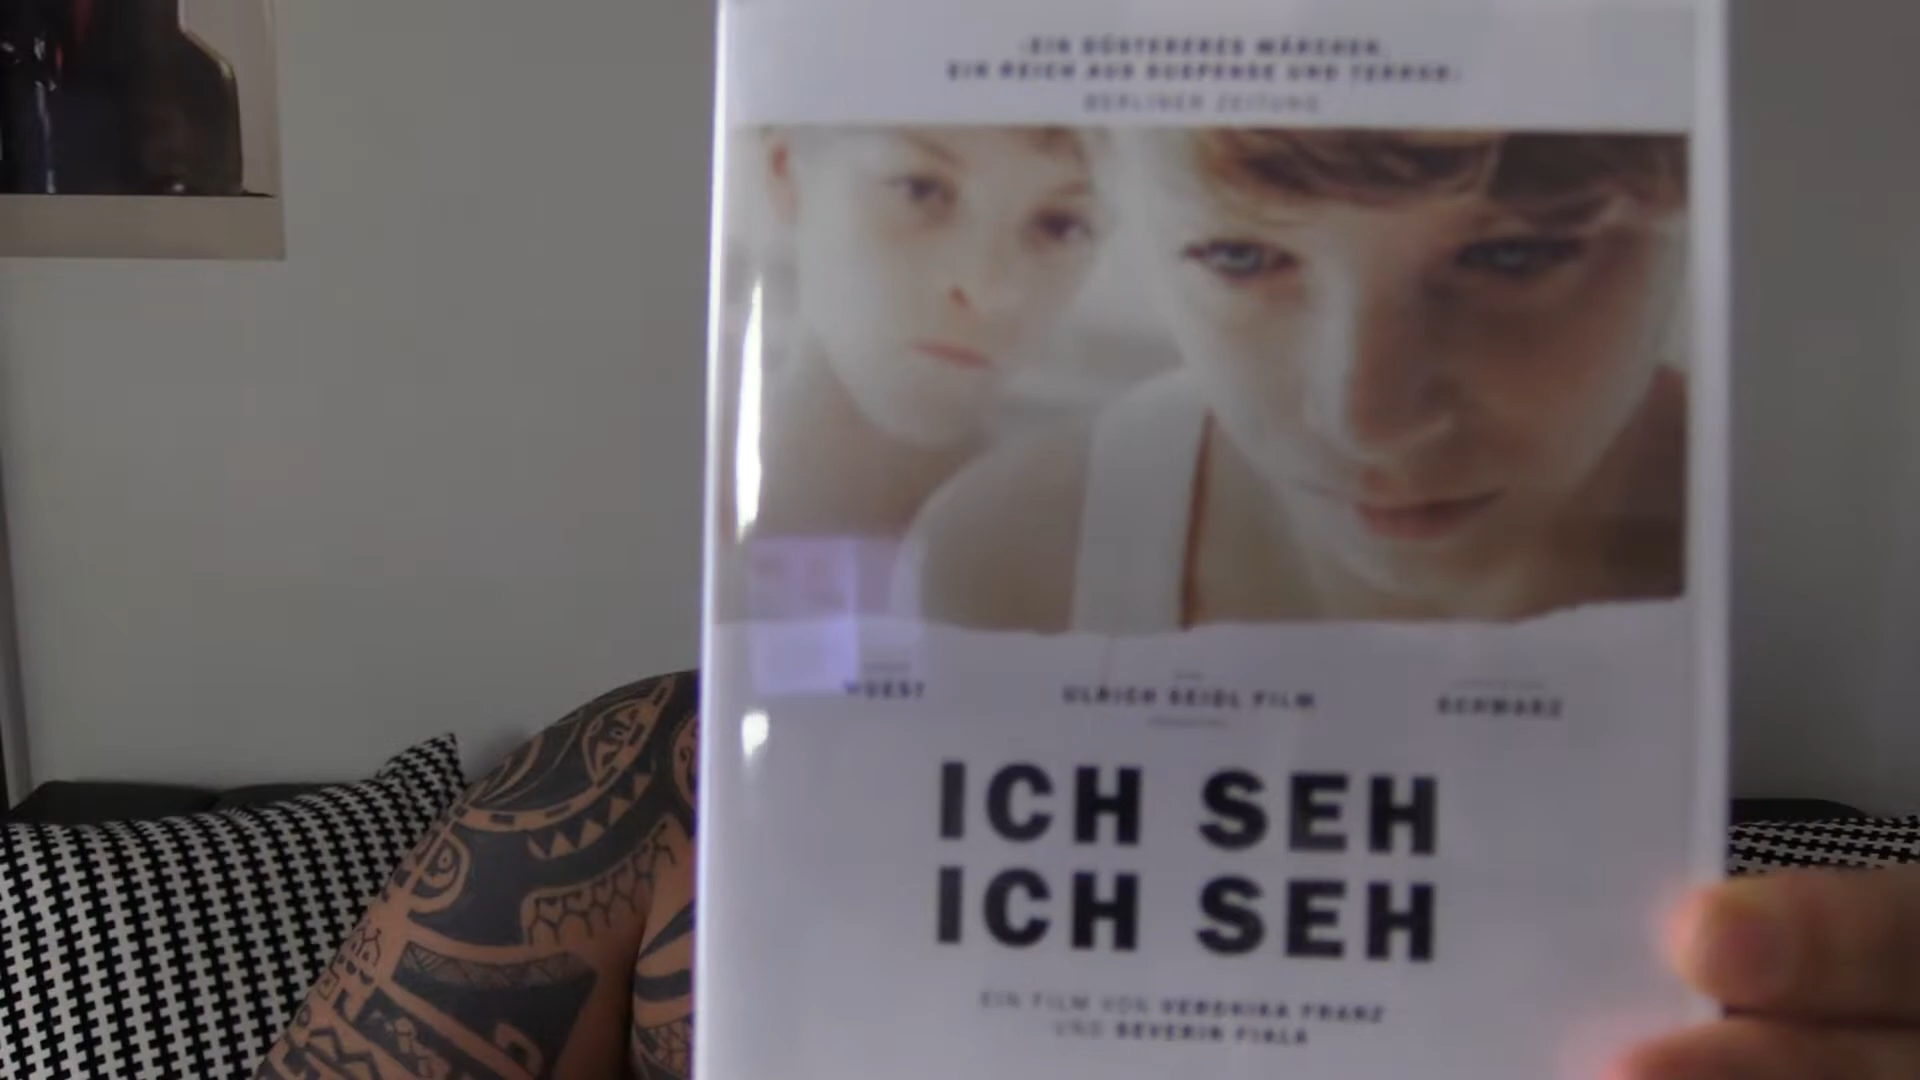 »EIN DÜSTERERES MÄRCHEN,
EIN REICH AUS SUSPENSE UND TERROR«
BERLINER ZEITUNG
WUEST
ULRICH SEIDL FILM
SCHWARZ
ICH SEH
ICH SEH
EIN FILM VON VERONIKA FRANZ
UND SEVERIN FIALA